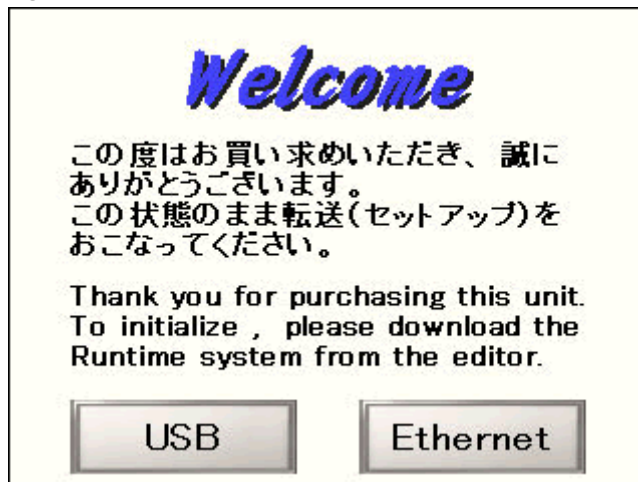 Welcome
この度はお買い求めいただき、誠に
ありがとうございます。
この状態のまま転送(セットアップ)を
おこなってください。
Thank you for purchasing this unit.
To initialize , please download the
Runtime system from the editor.
USB
Ethernet